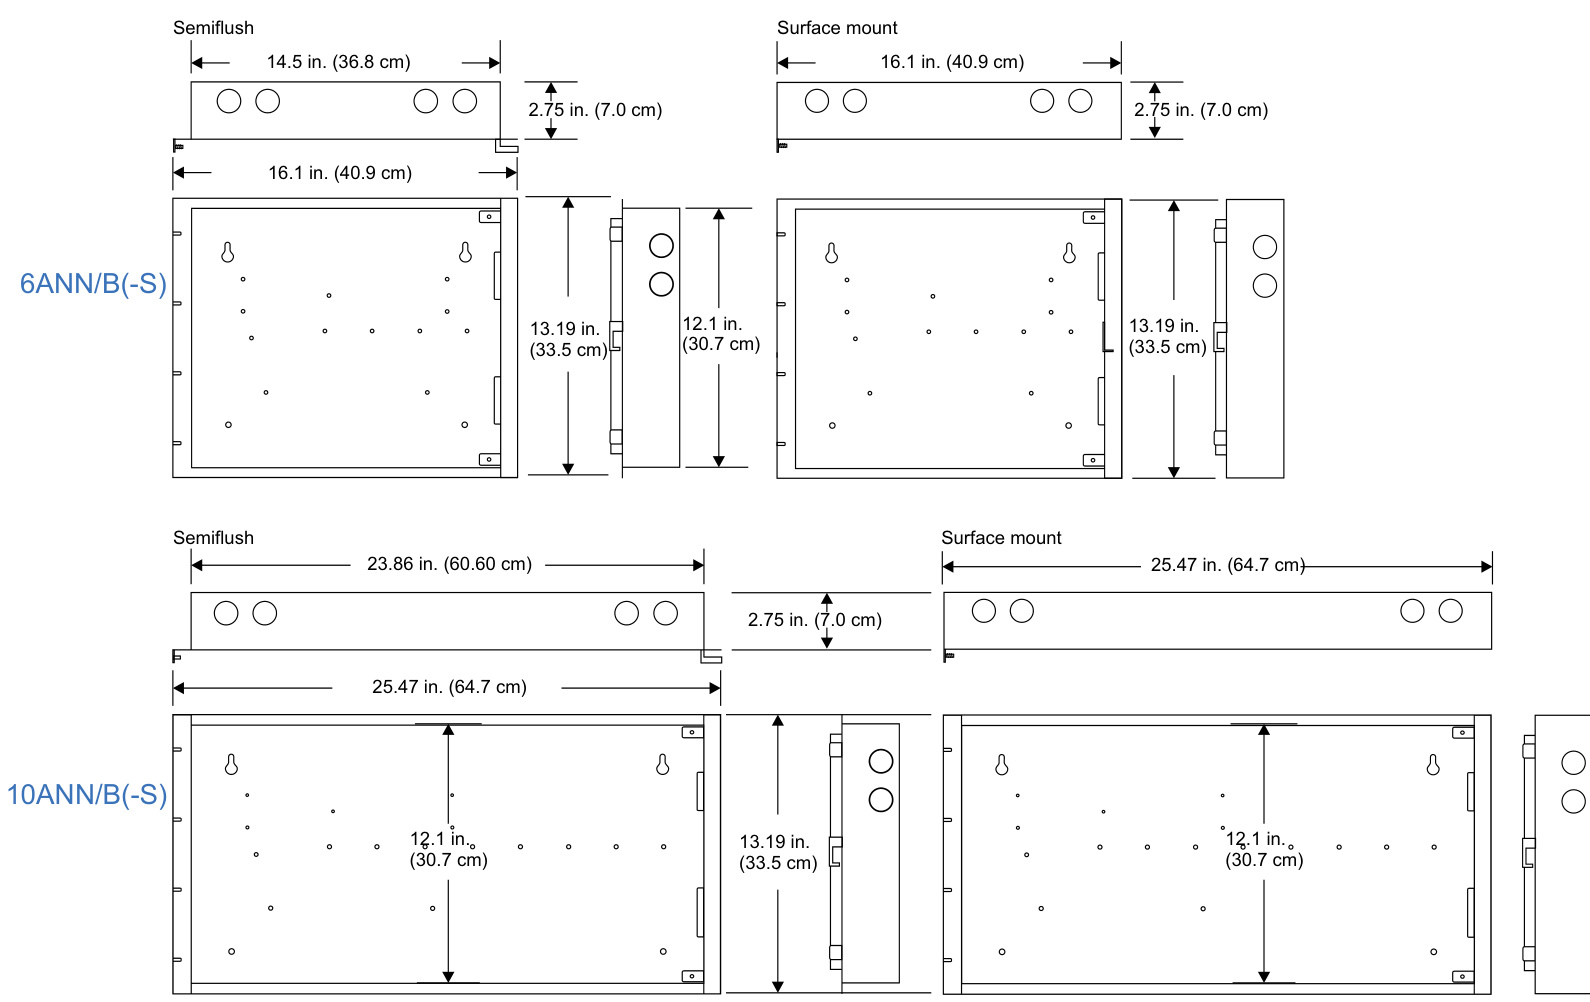 Semiflush
14.5 in. (36.8 cm)
2.75 in. (7.0 cm)
16.1 in. (40.9 cm)
6ANN/B(-S)
13.19 in.
(33.5 cm)
12.1 in.
(30.7 cm)
Surface mount
16.1 in. (40.9 cm)
2.75 in. (7.0 cm)
13.19 in.
(33.5 cm)
Semiflush
23.86 in. (60.60 cm)
2.75 in. (7.0 cm)
25.47 in. (64.7 cm)
10ANN/B(-S)
12.1 in.
(30.7 cm)
13.19 in.
(33.5 cm)
Surface mount
25.47 in. (64.7 cm)
12.1 in.
(30.7 cm)